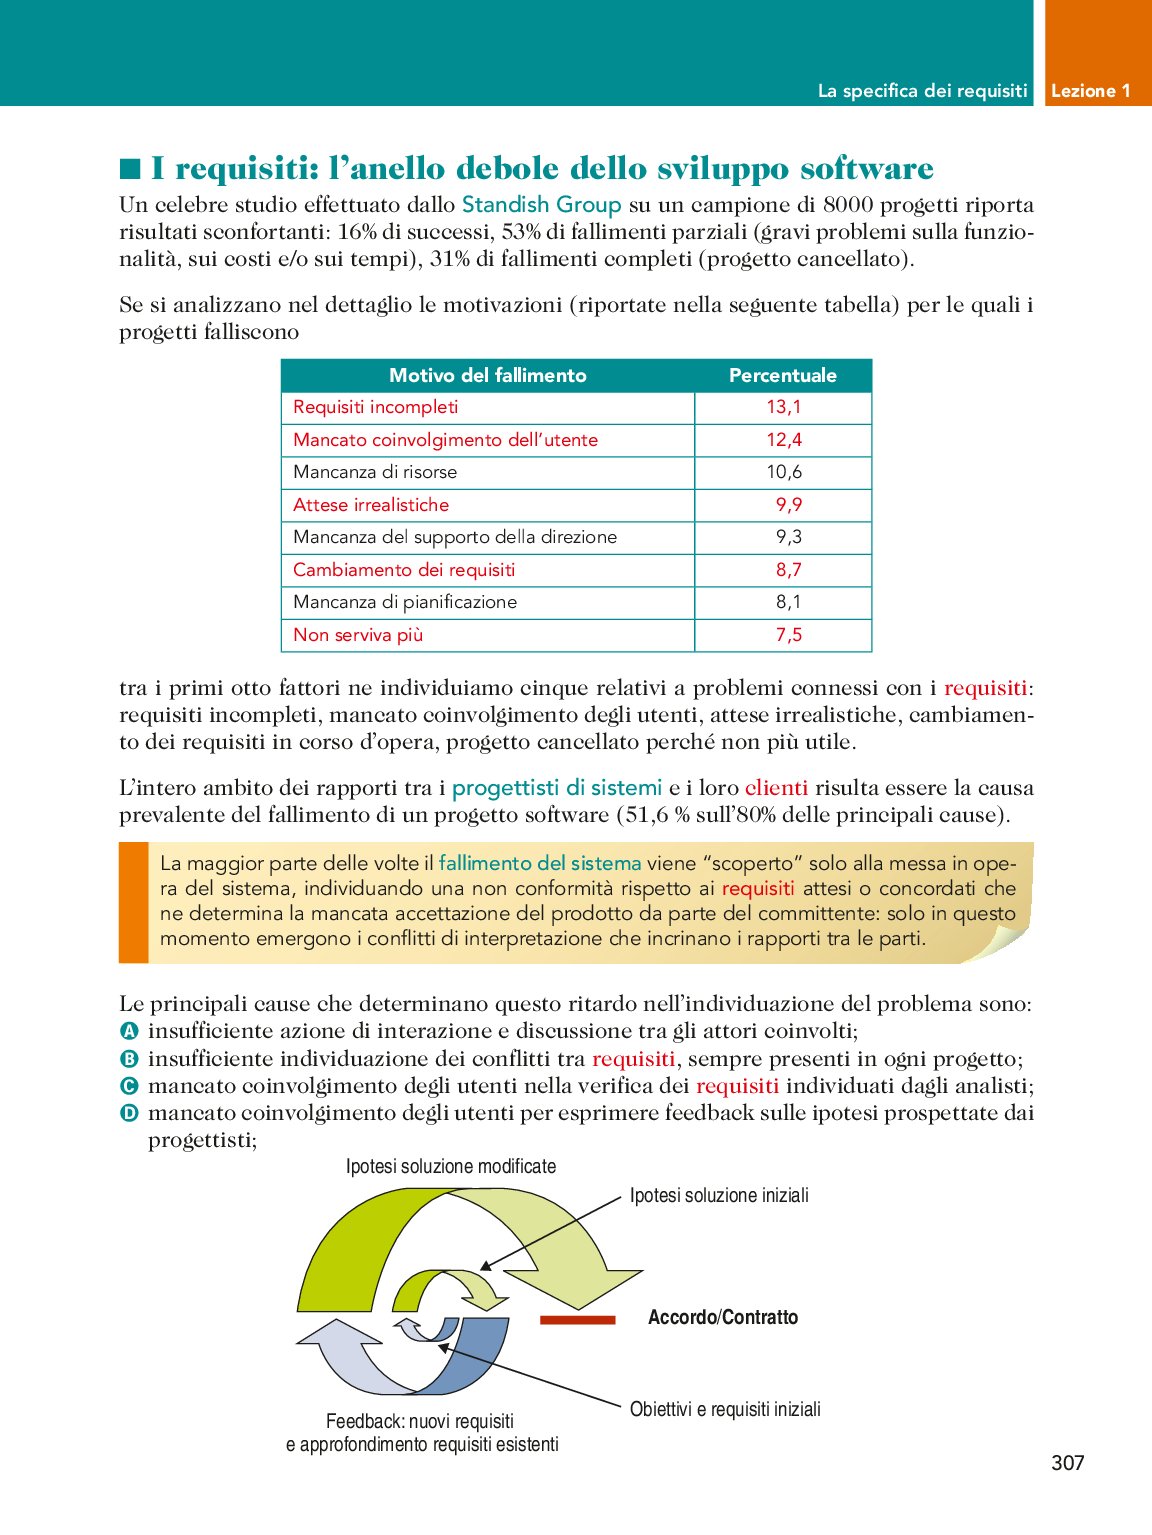 La specifica dei requisiti Lezione 1
I requisiti: l'anello debole dello sviluppo software
Un celebre studio effettuato dallo Standish Group su un campione di 8000 progetti riporta
risultati sconfortanti: 16% di successi, 53% di fallimenti parziali (gravi problemi sulla funzio-
nalità, sui costi e/o sui tempi), 31% di fallimenti completi (progetto cancellato).
Se si analizzano nel dettaglio le motivazioni (riportate nella seguente tabella) per le quali i
progetti falliscono
Motivo del fallimento Percentuale
Requisiti incompleti 13,1
Mancato coinvolgimento dell'utente 12,4
Mancanza di risorse 10,6
Attese irrealistiche 9,9
Mancanza del supporto della direzione 9,3
Cambiamento dei requisiti 8,7
Mancanza di pianificazione 8,1
Non serviva più 7,5
tra i primi otto fattori ne individuiamo cinque relativi a problemi connessi con i requisiti:
requisiti incompleti, mancato coinvolgimento degli utenti, attese irrealistiche, cambiamen-
to dei requisiti in corso d'opera, progetto cancellato perché non più utile.
L'intero ambito dei rapporti tra i progettisti di sistemi e i loro clienti risulta essere la causa
prevalente del fallimento di un progetto software (51,6 % sull'80% delle principali cause).
La maggior parte delle volte il fallimento del sistema viene "scoperto" solo alla messa in ope-
ra del sistema, individuando una non conformità rispetto ai requisiti attesi o concordati che
ne determina la mancata accettazione del prodotto da parte del committente: solo in questo
momento emergono i conflitti di interpretazione che incrinano i rapporti tra le parti.
Le principali cause che determinano questo ritardo nell'individuazione del problema sono:
A insufficiente azione di interazione e discussione tra gli attori coinvolti;
B insufficiente individuazione dei conflitti tra requisiti, sempre presenti in ogni progetto;
C mancato coinvolgimento degli utenti nella verifica dei requisiti individuati dagli analisti;
D mancato coinvolgimento degli utenti per esprimere feedback sulle ipotesi prospettate dai
progettisti;
Ipotesi soluzione modificate
Ipotesi soluzione iniziali
Accordo/Contratto
Obiettivi e requisiti iniziali
Feedback: nuovi requisiti
e approfondimento requisiti esistenti
307